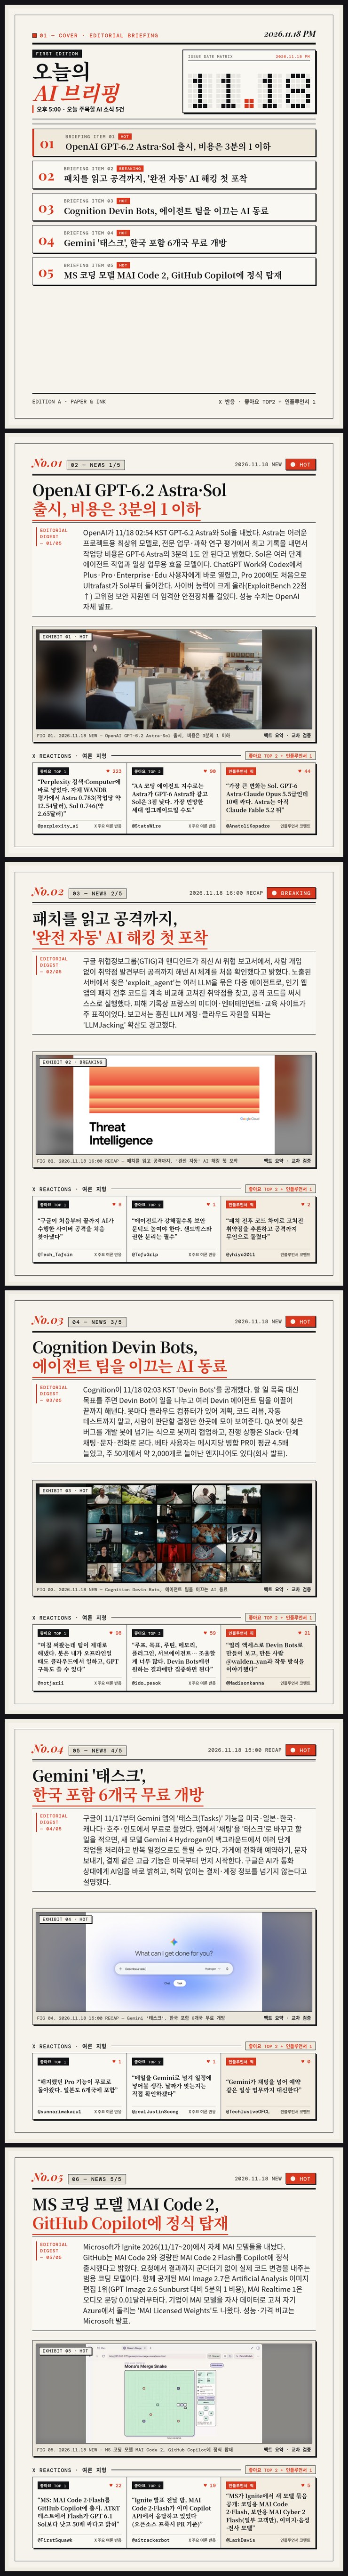 01 — COVER · EDITORIAL BRIEFING
2026.11.18 PM
FIRST EDITION
오늘의
AI 브리핑
오후 5:00 · 오늘 주목할 AI 소식 5건
ISSUE DATE MATRIX
2026.11.18 PM
11.18
01
BRIEFING ITEM 01 HOT
OpenAI GPT-6.2 Astra·Sol 출시, 비용은 3분의 1 이하
02
BRIEFING ITEM 02 BREAKING
패치를 읽고 공격까지, '완전 자동' AI 해킹 첫 포착
03
BRIEFING ITEM 03 HOT
Cognition Devin Bots, 에이전트 팀을 이끄는 AI 동료
04
BRIEFING ITEM 04 HOT
Gemini '태스크', 한국 포함 6개국 무료 개방
05
BRIEFING ITEM 05 HOT
MS 코딩 모델 MAI Code 2, GitHub Copilot에 정식 탑재
EDITION A · PAPER & INK
X 반응 · 좋아요 TOP2 + 인플루언서 1
No.01
02 — NEWS 1/5
2026.11.18 NEW
HOT
OpenAI GPT-6.2 Astra·Sol
출시, 비용은 3분의 1 이하
EDITORIAL
DIGEST
— 01/05
OpenAI가 11/18 02:54 KST GPT-6.2 Astra와 Sol을 내놨다. Astra는 어려운
프로젝트용 최상위 모델로, 전문 업무·과학 연구 평가에서 최고 기록을 내면서
작업당 비용은 GPT-6 Astra의 3분의 1도 안 된다고 밝혔다. Sol은 여러 단계
에이전트 작업과 일상 업무용 효율형이다. ChatGPT Work와 Codex에서
Plus·Pro·Enterprise·Edu 사용자에게 바로 열렸고, Pro 200에도 처음으로
Ultrafast가 Sol부터 들어간다. 사이버 능력이 크게 올라(ExploitBench 22점
↑) 고위험 보안 지원엔 더 엄격한 안전장치를 걸었다. 성능 수치는 OpenAI
자체 발표.
EXHIBIT 01 · HOT
FIG 01. 2026.11.18 NEW — OpenAI GPT-6.2 Astra·Sol 출시, 비용은 3분의 1 이하
팩트 요약 · 교차 검증
X REACTIONS · 여론 지형
좋아요 TOP 2 + 인플루언서 1
좋아요 TOP 1
♥ 223
"Perplexity 검색·Computer에
바로 넣었다. 자체 WANDR
평가에서 Astra 0.783(작업당 약
12.54달러), Sol 0.746(약
2.65달러)"
@perplexity_ai
X 주요 여론 반응
좋아요 TOP 2
♥ 90
"AA 코딩 에이전트 지수로는
Astra가 GPT-6 Astra와 같고
Sol은 3점 낮다. 가장 빈약한
세대 업그레이드일 수도"
@StatsWire
X 주요 여론 반응
인플루언서 픽
♥ 44
"가장 큰 변화는 Sol. GPT-6
Astra·Claude Opus 5.5급인데
10배 싸다. Astra는 아직
Claude Fable 5.2 뒤"
@AnatoliKopadze
인플루언서 코멘트
No.02
03 — NEWS 2/5
2026.11.18 16:00 RECAP
BREAKING
패치를 읽고 공격까지,
'완전 자동' AI 해킹 첫 포착
EDITORIAL
DIGEST
— 02/05
구글 위협정보그룹(GTIG)과 맨디언트가 최신 AI 위협 보고서에서, 사람 개입
없이 취약점 발견부터 공격까지 해낸 AI 체계를 처음 확인했다고 밝혔다. 노출된
서버에서 찾은 'exploit_agent'는 여러 LLM을 묶은 다중 에이전트로, 인기 웹
앱의 패치 전후 코드를 계속 비교해 고쳐진 취약점을 찾고, 공격 코드를 써서
스스로 실행했다. 피해 기록상 프랑스의 미디어·엔터테인먼트·교육 사이트가
주 표적이었다. 보고서는 훔친 LLM 계정·클라우드 자원을 되파는
'LLMJacking' 확산도 경고했다.
EXHIBIT 02 · BREAKING
Google Cloud
Threat
Intelligence
FIG 02. 2026.11.18 16:00 RECAP — 패치를 읽고 공격까지, '완전 자동' AI 해킹 첫 포착
팩트 요약 · 교차 검증
X REACTIONS · 여론 지형
좋아요 TOP 2 + 인플루언서 1
좋아요 TOP 1
"구글이 처음부터 끝까지 AI가
수행한 사이버 공격을 처음
찾아냈다"
@Tech_Tafsin
X 주요 여론 반응
좋아요 TOP 2
♥ 1
"에이전트가 강해질수록 보안
문턱도 높여야 한다. 샌드박스와
권한 분리는 필수"
@TofuGzip
X 주요 여론 반응
인플루언서 픽
"패치 전후 코드 차이로 고쳐진
취약점을 추론하고 공격까지
무인으로 돌렸다"
@yhiyo2011
인플루언서 코멘트
No.03
04 — NEWS 3/5
2026.11.18 NEW
HOT
Cognition Devin Bots,
에이전트 팀을 이끄는 AI 동료
EDITORIAL
DIGEST
— 03/05
Cognition이 11/18 02:03 KST 'Devin Bots'를 공개했다. 할 일 목록 대신
목표를 주면 Devin Bot이 일을 나누고 여러 Devin 에이전트 팀을 이끌어
끝까지 해낸다. 봇마다 클라우드 컴퓨터가 있어 계획, 코드 리뷰, 자동
테스트까지 맡고, 사람이 판단할 결정만 한곳에 모아 보여준다. QA 봇이 찾은
버그를 개발 봇에 넘기는 식으로 봇끼리 협업하고, 진행 상황은 Slack·단체
채팅·문자·전화로 온다. 베타 사용자는 메시지당 병합 PR이 평균 4.5배
늘었고, 주 50개에서 약 2,000개로 늘어난 엔지니어도 있다(회사 발표).
EXHIBIT 03 · HOT
FIG 03. 2026.11.18 NEW — Cognition Devin Bots, 에이전트 팀을 이끄는 AI 동료
팩트 요약 · 교차 검증
X REACTIONS · 여론 지형
좋아요 TOP 2 + 인플루언서 1
좋아요 TOP 1
"며칠 써봤는데 팀이 제대로
해냈다. 봇은 내가 오프라인일
때도 클라우드에서 일하고, GPT
구독도 쓸 수 있다"
@notjazii
X 주요 여론 반응
좋아요 TOP 2
♥ 59
"루프, 목표, 루틴, 메모리,
플러그인, 서브에이전트… 조율할
게 너무 많다. Devin Bots에선
원하는 결과에만 집중하면 된다"
@ido_pesok
X 주요 여론 반응
인플루언서 픽
♥ 21
"얼리 액세스로 Devin Bots로
만들어 보고, 만든 사람
@walden_yan과 작동 방식을
이야기했다"
@MadisonKanna
인플루언서 코멘트
No.04
05 — NEWS 4/5
2026.11.18 15:00 RECAP
HOT
Gemini '태스크',
한국 포함 6개국 무료 개방
EDITORIAL
DIGEST
— 04/05
구글이 11/17부터 Gemini 앱의 '태스크(Tasks)' 기능을 미국·일본·한국·
캐나다·호주·인도에서 무료로 풀었다. 앱에서 '채팅'을 '태스크'로 바꾸고 할
일을 적으면, 새 모델 Gemini 4 Hydrogen이 백그라운드에서 여러 단계
작업을 처리하고 반복 일정으로도 돌릴 수 있다. 가게에 전화해 예약하기, 문자
보내기, 결제 같은 고급 기능은 미국부터 먼저 시작한다. 구글은 AI가 통화
상대에게 AI임을 바로 밝히고, 허락 없이는 결제·계정 정보를 넘기지 않는다고
설명했다.
EXHIBIT 04 · HOT
What can I get done for you?
FIG 04. 2026.11.18 15:00 RECAP — Gemini '태스크', 한국 포함 6개국 무료 개방
팩트 요약 · 교차 검증
X REACTIONS · 여론 지형
좋아요 TOP 2 + 인플루언서 1
좋아요 TOP 1
♥ 1
"해지했던 Pro 기능이 무료로
돌아왔다. 일본도 6개국에 포함"
@sunnarimakarul
X 주요 여론 반응
좋아요 TOP 2
♥ 1
"메일을 Gemini로 넘겨 일정에
넣어볼 생각. 날짜가 맞는지는
직접 확인하겠다"
@realJustinSoong
X 주요 여론 반응
인플루언서 픽
"Gemini가 채팅을 넘어 예약
같은 일상 업무까지 대신한다"
@TechlusiveOFCL
인플루언서 코멘트
No.05
06 — NEWS 5/5
2026.11.18 NEW
HOT
MS 코딩 모델 MAI Code 2,
GitHub Copilot에 정식 탑재
EDITORIAL
DIGEST
— 05/05
Microsoft가 Ignite 2026(11/17~20)에서 자체 MAI 모델들을 내놨다.
GitHub는 MAI Code 2와 경량판 MAI Code 2 Flash를 Copilot에 정식
출시했다고 밝혔다. 요청에서 결과까지 군더더기 없이 실제 코드 변경을 내주는
범용 코딩 모델이다. 함께 공개된 MAI Image 2.7은 Artificial Analysis 이미지
편집 1위(GPT Image 2.6 Sunburst 대비 5분의 1 비용), MAI Realtime 1은
오디오 분당 0.01달러부터다. 기업이 MAI 모델을 자사 데이터로 고쳐 자기
Azure에서 돌리는 'MAI Licensed Weights'도 나왔다. 성능·가격 비교는
Microsoft 발표.
EXHIBIT 05 · HOT
Mona's Merge Snake
FIG 05. 2026.11.18 NEW — MS 코딩 모델 MAI Code 2, GitHub Copilot에 정식 탑재
팩트 요약 · 교차 검증
X REACTIONS · 여론 지형
좋아요 TOP 2 + 인플루언서 1
좋아요 TOP 1
♥ 22
"MS: MAI Code 2·Flash를
GitHub Copilot에 출시. AT&T
테스트에서 Flash가 GPT 6.1
Sol보다 낫고 50배 싸다고 밝혀"
@FirstSquawk
X 주요 여론 반응
좋아요 TOP 2
♥ 19
"Ignite 발표 전날 밤, MAI
Code 2·Flash가 이미 Copilot
API에서 응답하고 있었다
(오픈소스 프록시 PR 기준)"
@aitrackerbot
X 주요 여론 반응
인플루언서 픽
"MS가 Ignite에서 새 모델 묶음
공개: 코딩용 MAI Code
2·Flash, 보안용 MAI Cyber 2
Flash(일부 고객만), 이미지·음성
·전사 모델"
@LarkDavis
인플루언서 코멘트